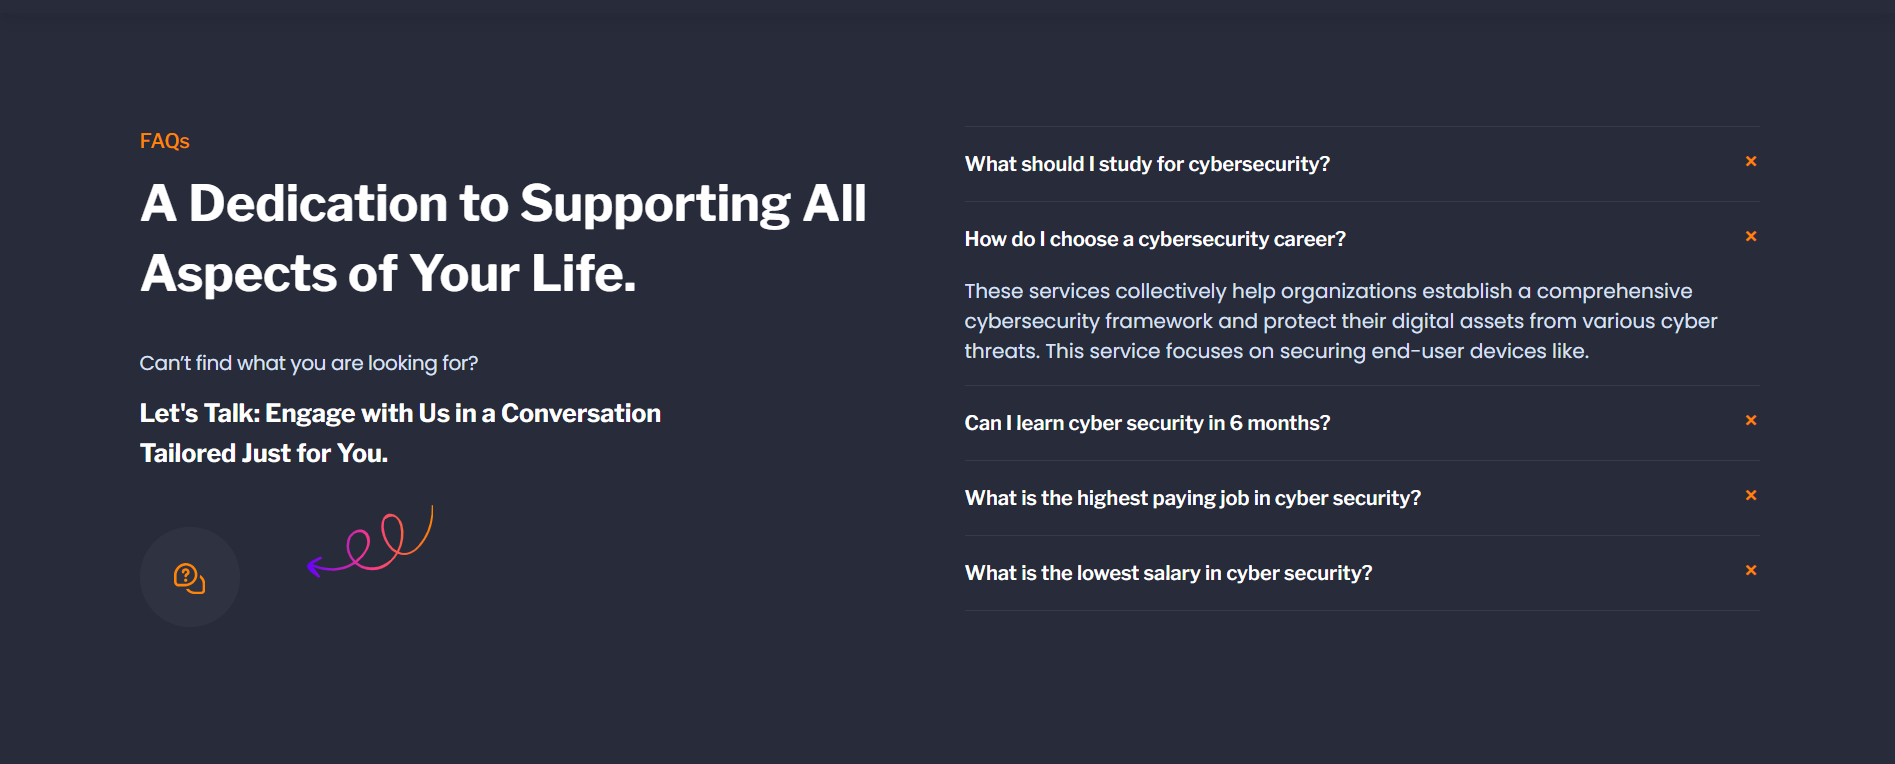 FAQs
A Dedication to Supporting All
Aspects of Your Life.
Can’t find what you are looking for?
Let's Talk: Engage with Us in a Conversation
Tailored Just for You.
What should I study for cybersecurity?
How do I choose a cybersecurity career?
These services collectively help organizations establish a comprehensive
cybersecurity framework and protect their digital assets from various cyber
threats. This service focuses on securing end-user devices like.
Can I learn cyber security in 6 months?
What is the highest paying job in cyber security?
What is the lowest salary in cyber security?